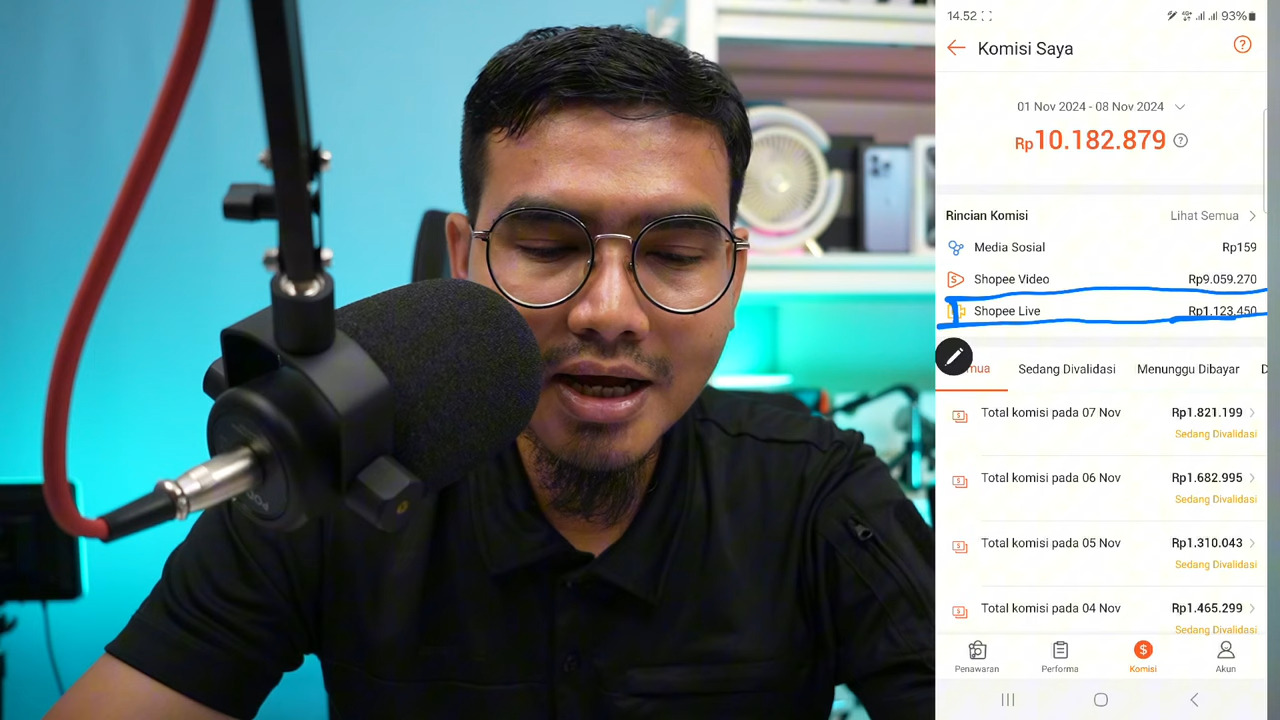 14.52
93%
Komisi Saya
01 Nov 2024 - 08 Nov 2024
Rp10.182.879
Rincian Komisi
Lihat Semua
Media Sosial
Rp159
Shopee Video
Rp9.059.270
Shopee Live
Rp1.123.450
mua
Sedang Divalidasi
Menunggu Dibayar
D
Total komisi pada 07 Nov
Rp1.821.199
Sedang Divalidasi
Total komisi pada 06 Nov
Rp1.682.995
Sedang Divalidasi
Total komisi pada 05 Nov
Rp1.310.043
Sedang Divalidasi
Total komisi pada 04 Nov
Rp1.465.299
Sedang Divalidasi
Penawaran
Performa
Komisi
Akun